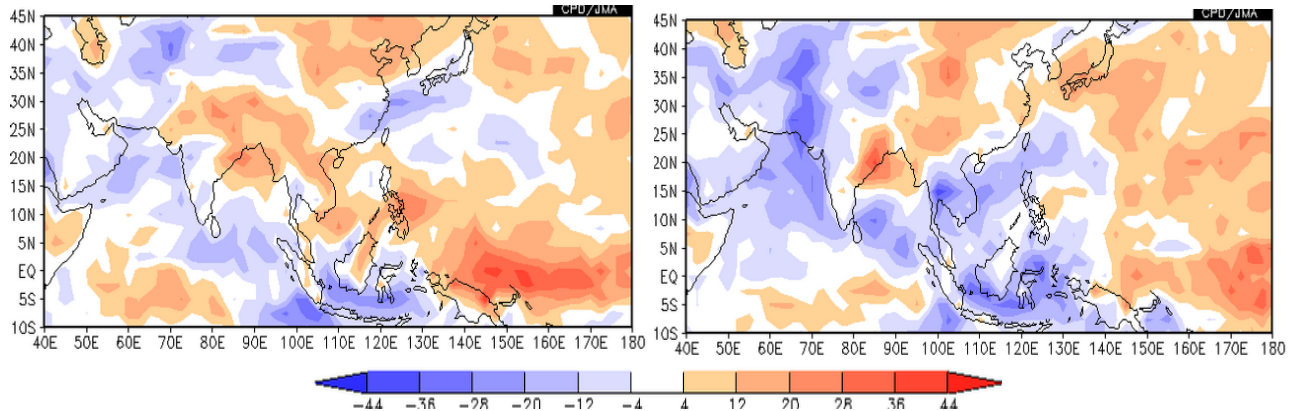 CPD/JMA
45N
40N
35N
30N
25N
20N
15N
10N
5N
EQ
5S
10S
40E 50E 60E 70E 80E 90E 100E 110E 120E 130E 140E 150E 160E 170E 180
CPD/JMA
45N
40N
35N
30N
25N
20N
15N
10N
5N
EQ
5S
10S
40E 50E 60E 70E 80E 90E 100E 110E 120E 130E 140E 150E 160E 170E 180
-44 -36 -28 -20 -12 -4 4 12 20 28 36 44